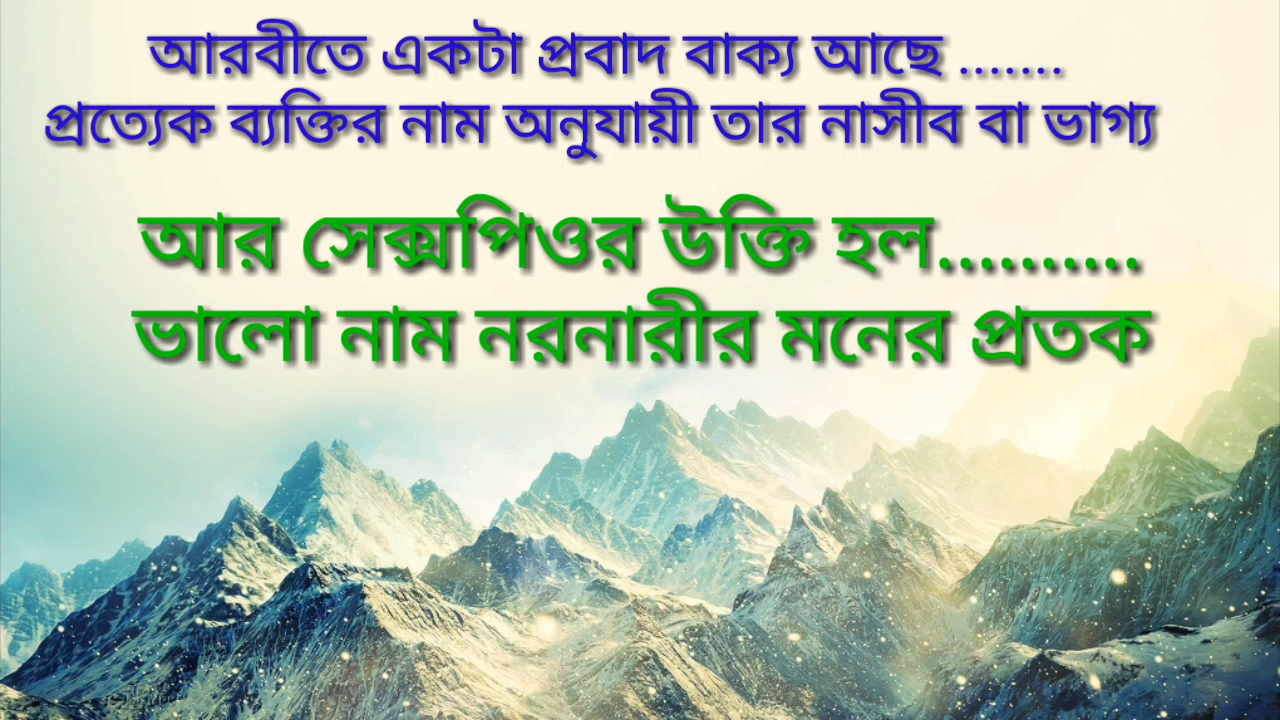 আরবীতে একটা প্রবাদ বাক্য আছে .......
প্রত্যেক ব্যক্তির নাম অনুযায়ী তার নাসীব বা ভাগ্য
আর সেক্সপিওর উক্তি হল..........
ভালো নাম নরনারীর মনের প্রতক